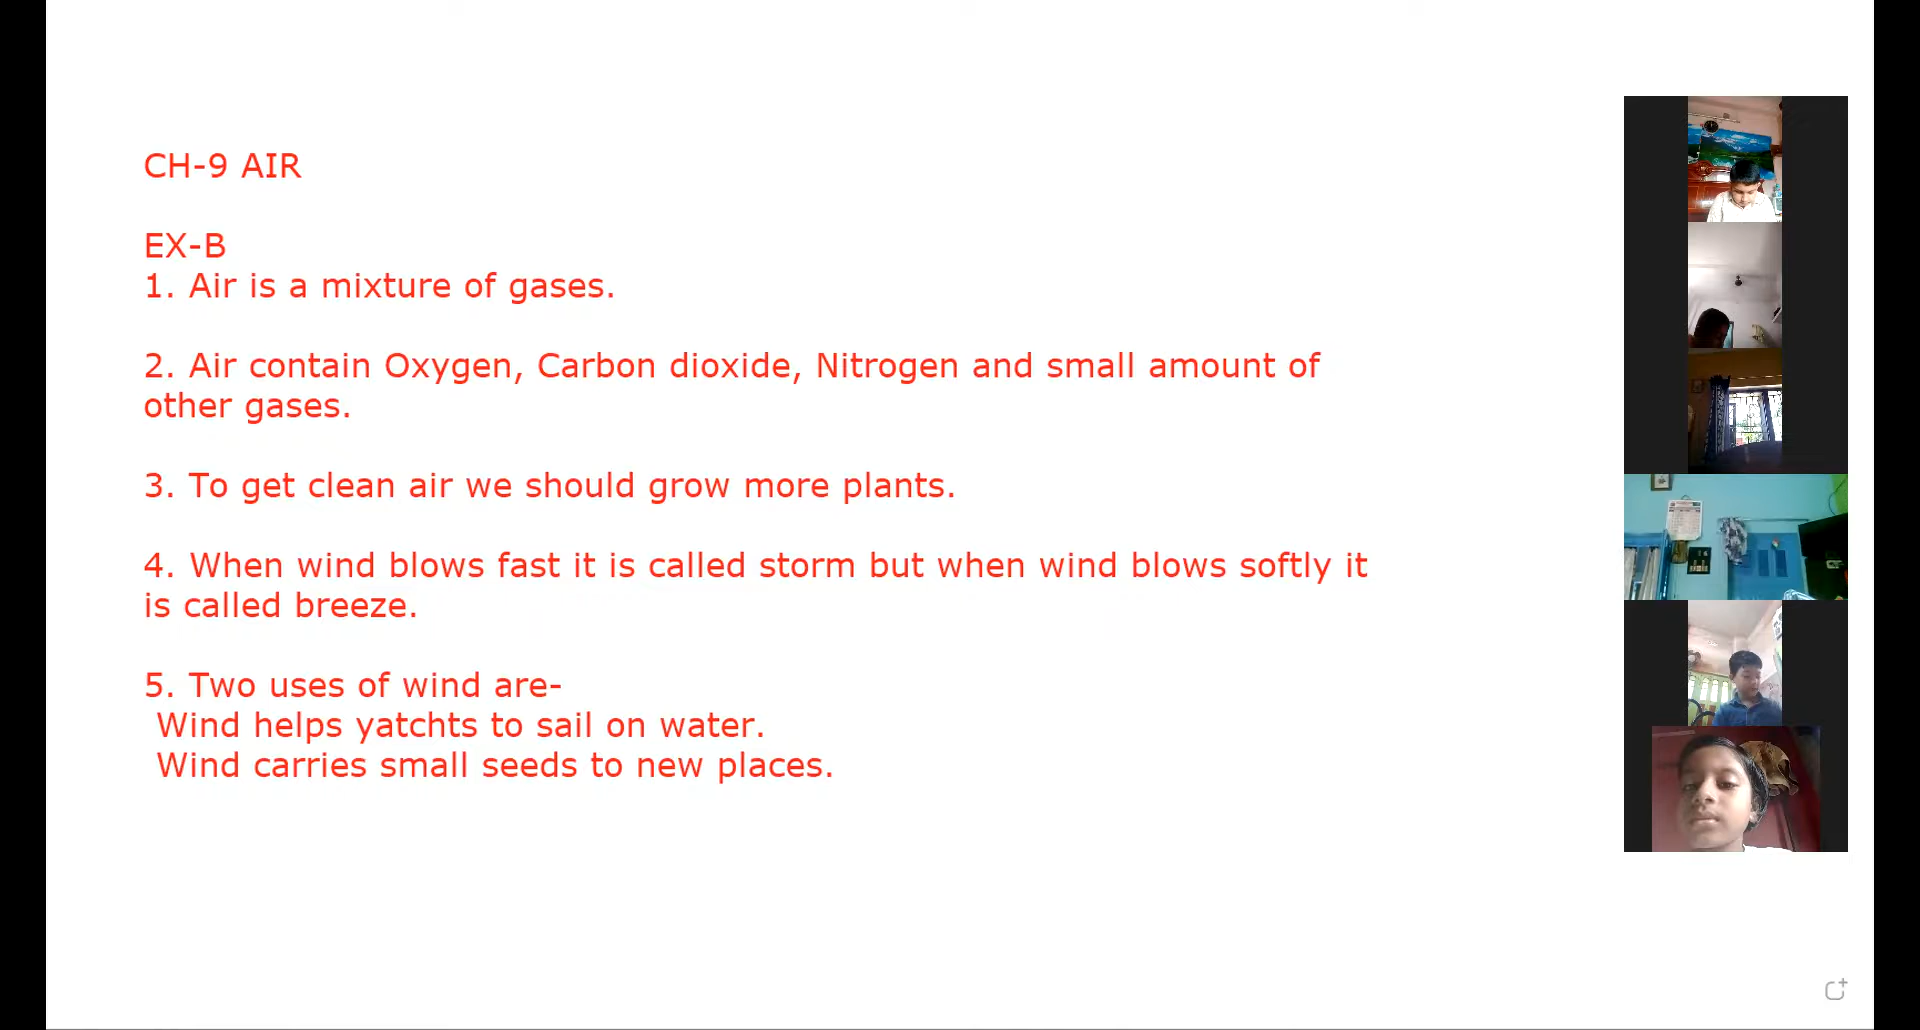 CH-9 AIR
EX-B
1. Air is a mixture of gases.
2. Air contain Oxygen, Carbon dioxide, Nitrogen and small amount of
other gases.
3. To get clean air we should grow more plants.
4. When wind blows fast it is called storm but when wind blows softly it
is called breeze.
5. Two uses of wind are-
Wind helps yatchts to sail on water.
Wind carries small seeds to new places.